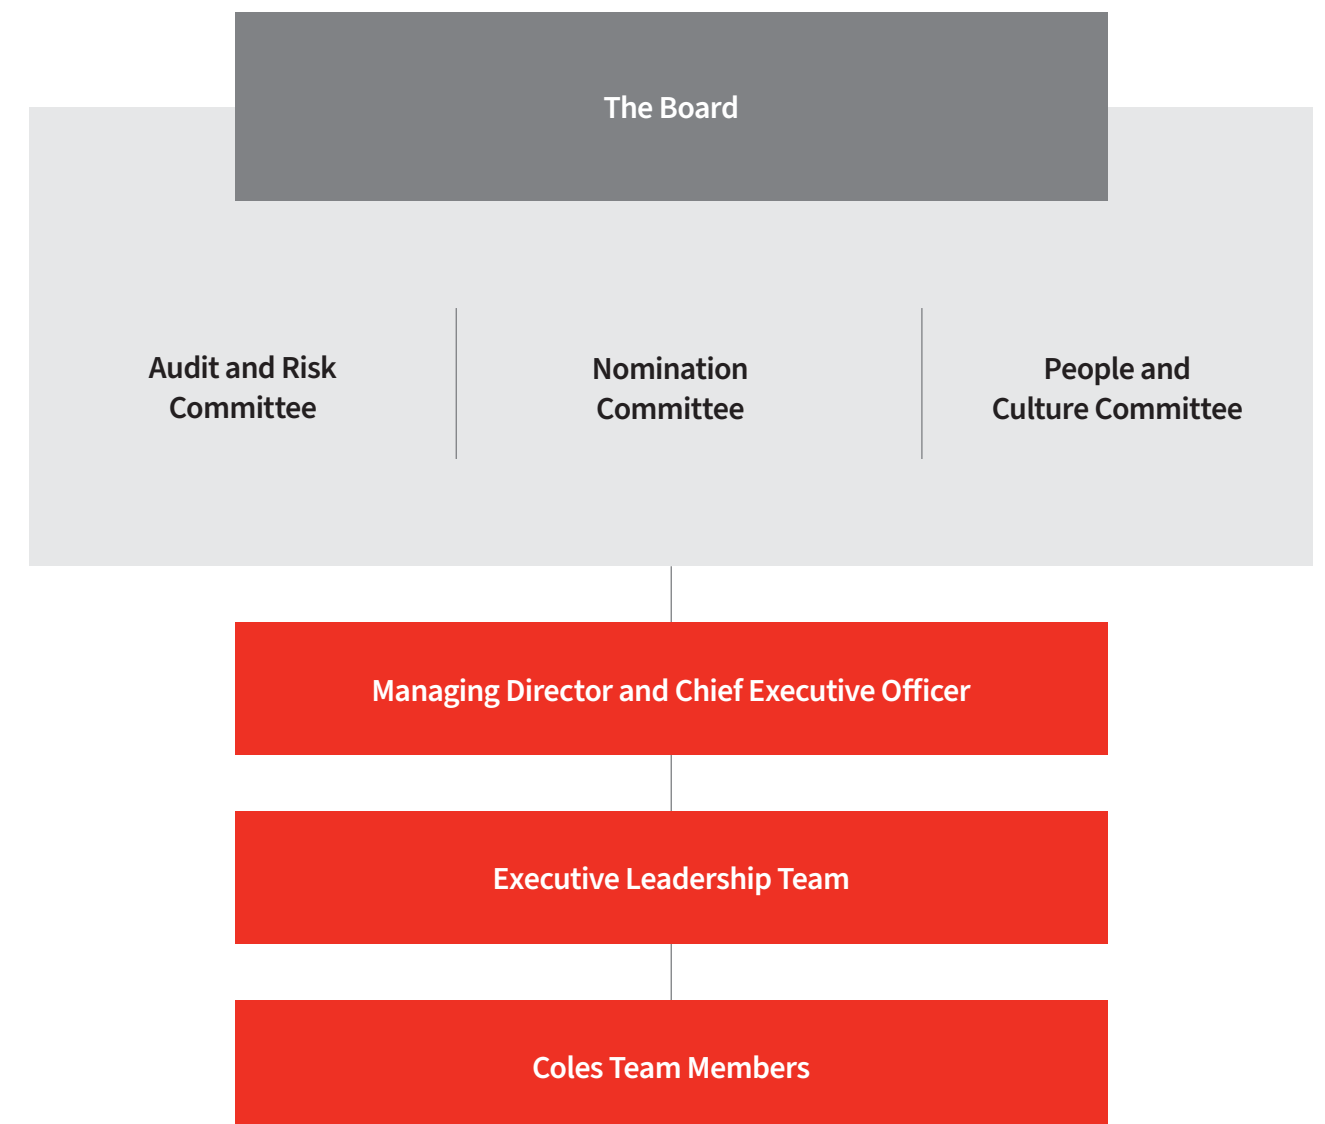 The Board
Audit and Risk
Committee
Nomination
Committee
People and
Culture Committee
Managing Director and Chief Executive Officer
Executive Leadership Team
Coles Team Members